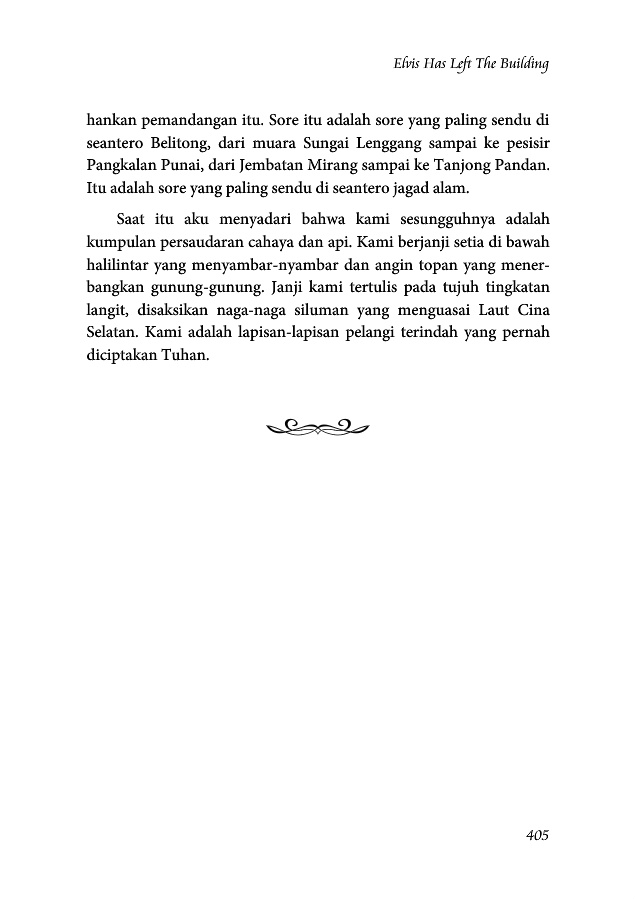 Elvis Has Left The Building
hankan pemandangan itu. Sore itu adalah sore yang paling sendu di
seantero Belitong, dari muara Sungai Lenggang sampai ke pesisir
Pangkalan Punai, dari Jembatan Mirang sampai ke Tanjong Pandan.
Itu adalah sore yang paling sendu di seantero jagad alam.
Saat itu aku menyadari bahwa kami sesungguhnya adalah
kumpulan persaudaran cahaya dan api. Kami berjanji setia di bawah
halilintar yang menyambar-nyambar dan angin topan yang mener-
bangkan gunung-gunung. Janji kami tertulis pada tujuh tingkatan
langit, disaksikan naga-naga siluman yang menguasai Laut Cina
Selatan. Kami adalah lapisan-lapisan pelangi terindah yang pernah
diciptakan Tuhan.
405